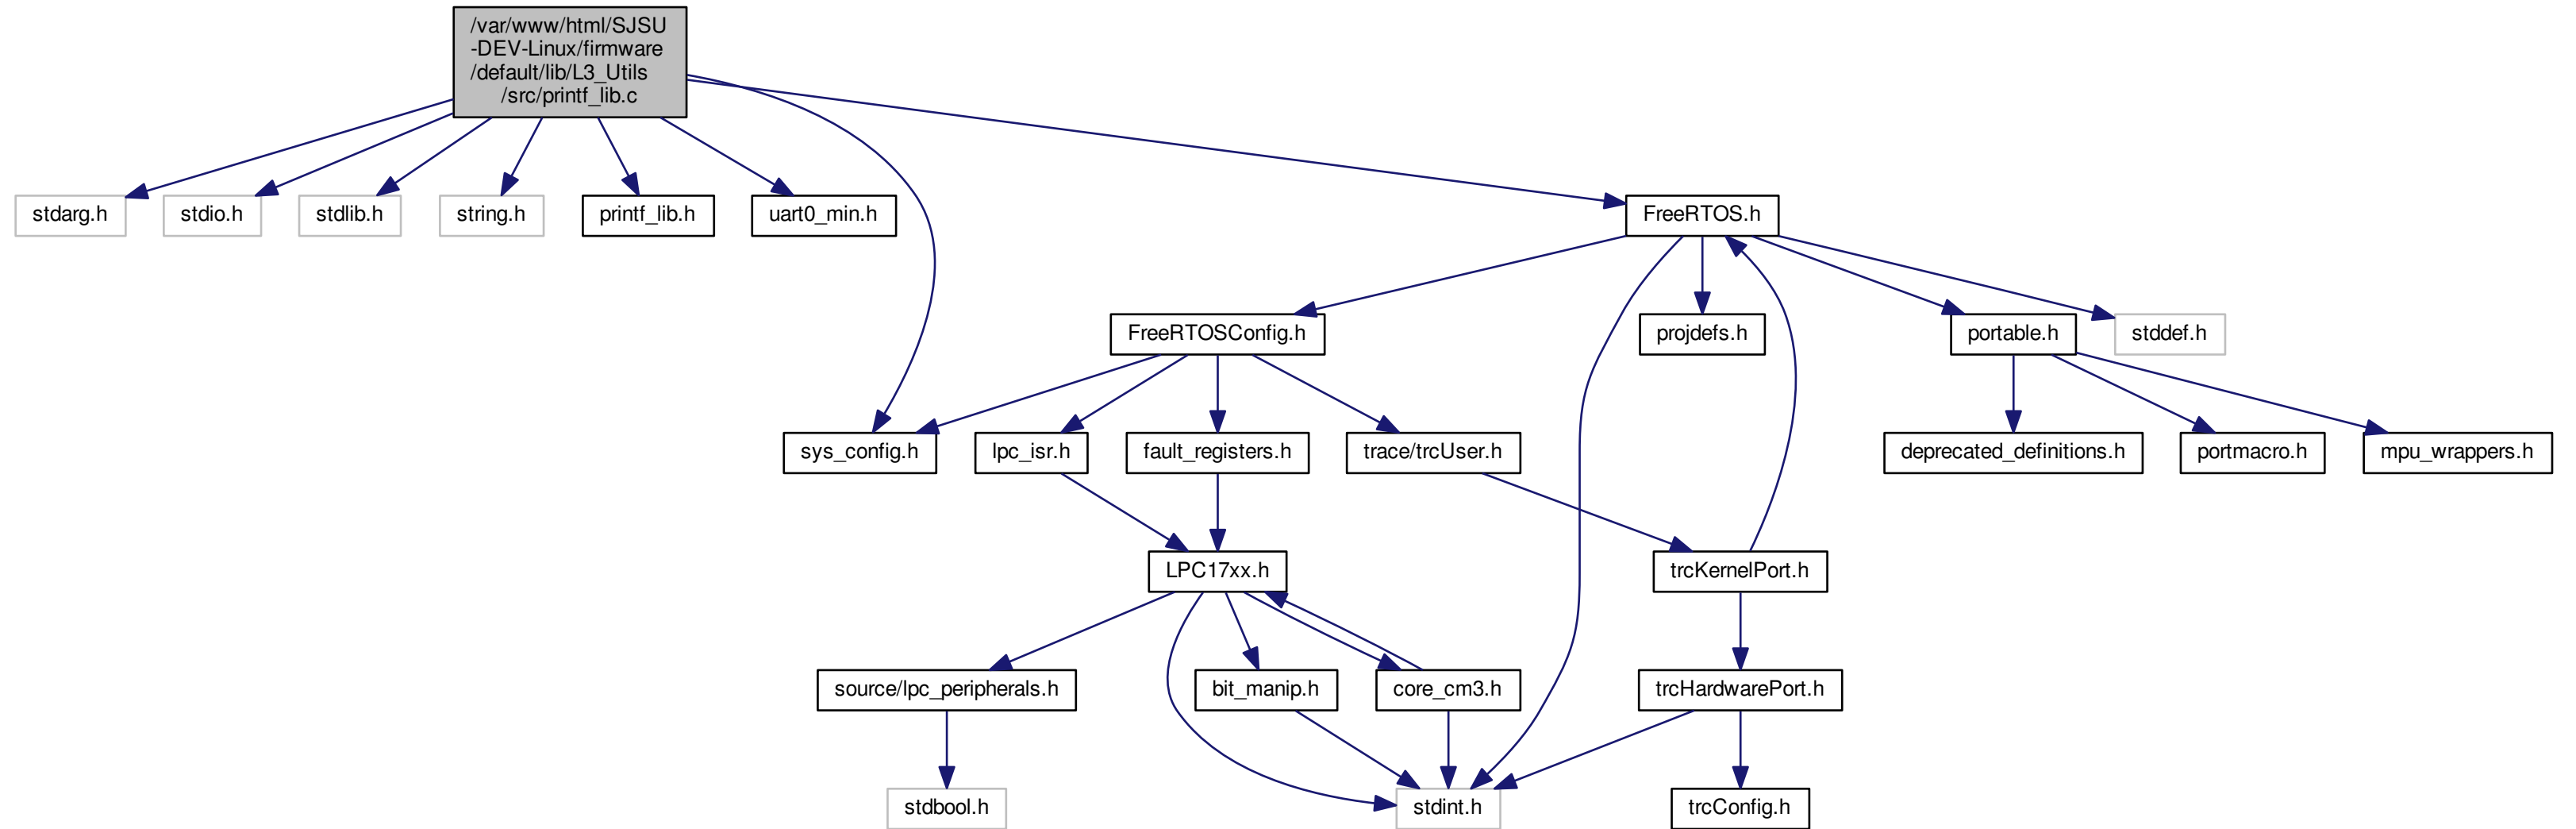 /var/www/html/SJSU
-DEV-Linux/firmware
/default/lib/L3_Utils
/src/printf_lib.c
stdarg.h
stdio.h
stdlib.h
string.h
printf_lib.h
uart0_min.h
FreeRTOS.h
FreeRTOSConfig.h
projdefs.h
portable.h
stddef.h
sys_config.h
lpc_isr.h
fault_registers.h
trace/trcUser.h
deprecated_definitions.h
portmacro.h
mpu_wrappers.h
LPC17xx.h
trcKernelPort.h
source/lpc_peripherals.h
bit_manip.h
core_cm3.h
trcHardwarePort.h
stdbool.h
stdint.h
trcConfig.h